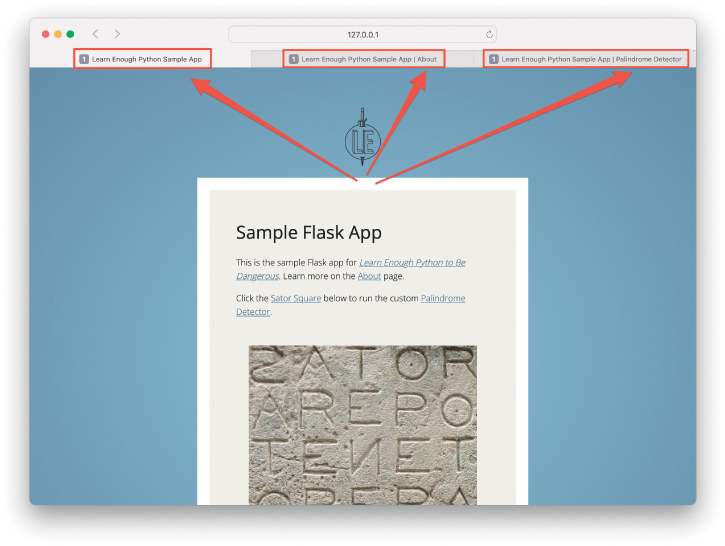 127.0.0.1
1 Learn Enough Python Sample App
1 Learn Enough Python Sample App | About
1 Learn Enough Python Sample App | Palindrome Detector
LE
Sample Flask App
This is the sample Flask app for Learn Enough Python to Be
Dangerous. Learn more on the About page.
Click the Sator Square below to run the custom Palindrome
Detector.
SATOR
AREPO
TENET
OPERA